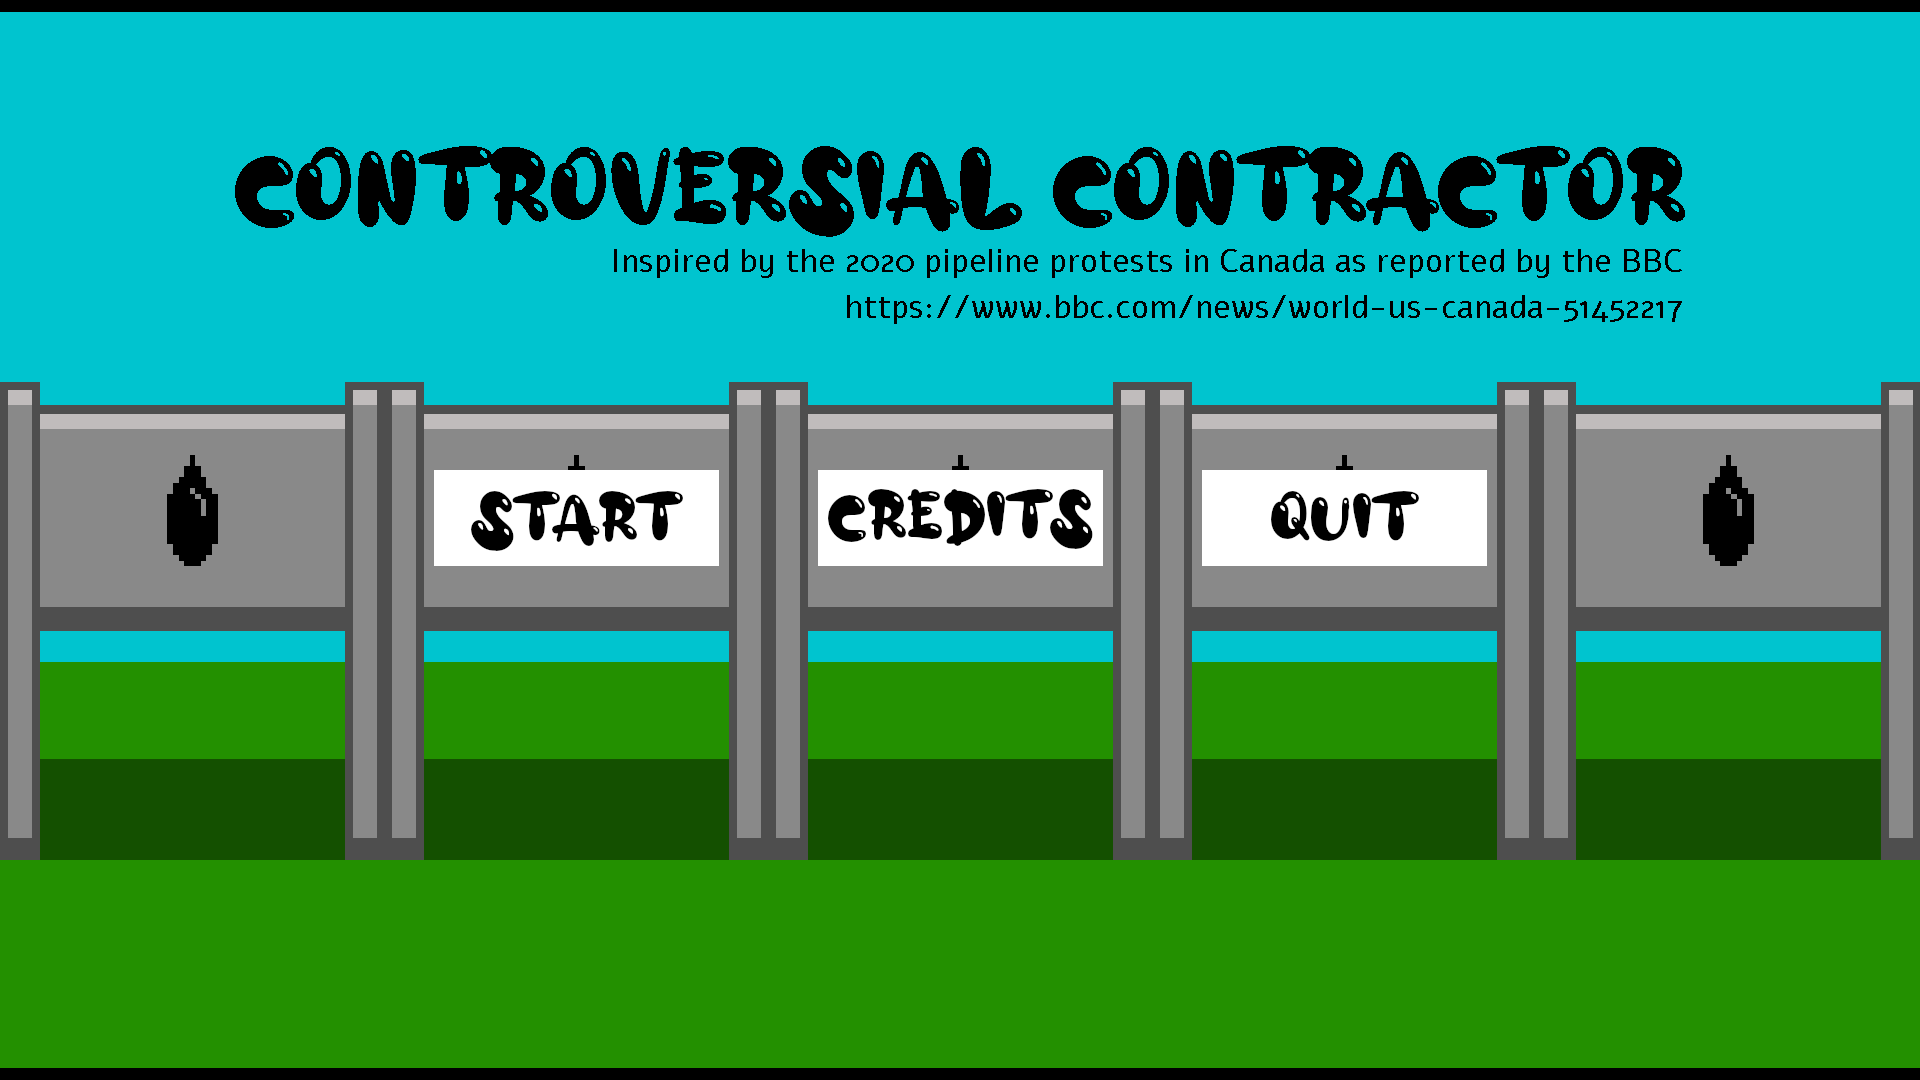 CONTROVERSIAL CONTRACTOR
Inspired by the 2020 pipeline protests in Canada as reported by the BBC
https://www.bbc.com/news/world-us-canada-51452217
START
CREDITS
QUIT